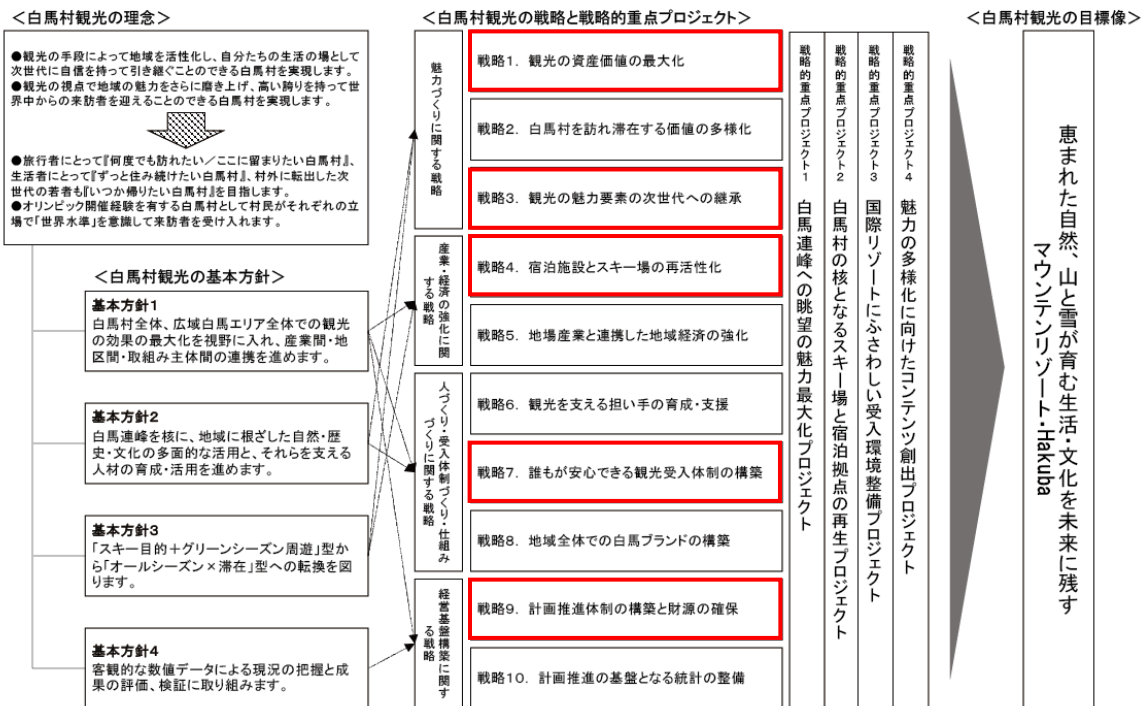 ＜白馬村観光の理念＞
●観光の手段によって地域を活性化し、自分たちの生活の場として
次世代に自信を持って引き継ぐことのできる白馬村を実現します。
●観光の視点で地域の魅力をさらに磨き上げ、高い誇りを持って世
界中からの来訪者を迎えることのできる白馬村を実現します。
●旅行者にとって『何度でも訪れたい／ここに留まりたい白馬村』、
生活者にとって『ずっと住み続けたい白馬村』、村外に転出した次
世代の若者も『いつか帰りたい白馬村』を目指します。
●オリンピック開催経験を有する白馬村として村民がそれぞれの立
場で「世界水準」を意識して来訪者を受け入れます。
＜白馬村観光の基本方針＞
基本方針1
白馬村全体、広域白馬エリア全体での観光
の効果の最大化を視野に入れ、産業間・地
区間・取組み主体間の連携を進めます。
基本方針2
白馬連峰を核に、地域に根ざした自然・歴
史・文化の多面的な活用と、それらを支える
人材の育成・活用を進めます。
基本方針3
「スキー目的＋グリーンシーズン周遊」型か
ら「オールシーズン×滞在」型への転換を図
ります。
基本方針4
客観的な数値データによる現況の把握と成
果の評価、検証に取り組みます。
＜白馬村観光の戦略と戦略的重点プロジェクト＞
魅力づくりに関する戦略
戦略1．観光の資産価値の最大化
戦略2．白馬村を訪れ滞在する価値の多様化
戦略3．観光の魅力要素の次世代への継承
産業・経済の強化に関
する戦略
戦略4．宿泊施設とスキー場の再活性化
戦略5．地場産業と連携した地域経済の強化
人づくり・受入体制づくり・仕組み
づくりに関する戦略
戦略6．観光を支える担い手の育成・支援
戦略7．誰もが安心できる観光受入体制の構築
戦略8．地域全体での白馬ブランドの構築
経営基盤構築に関す
る戦略
戦略9．計画推進体制の構築と財源の確保
戦略10．計画推進の基盤となる統計の整備
戦略的重点プロジェクト1 白馬連峰への眺望の魅力最大化プロジェクト
戦略的重点プロジェクト2 白馬村の核となるスキー場と宿泊拠点の再生プロジェクト
戦略的重点プロジェクト3 国際リゾートにふさわしい受入環境整備プロジェクト
戦略的重点プロジェクト4 魅力の多様化に向けたコンテンツ創出プロジェクト
＜白馬村観光の目標像＞
恵まれた自然、山と雪が育む生活・文化を未来に残す
マウンテンリゾート・Hakuba